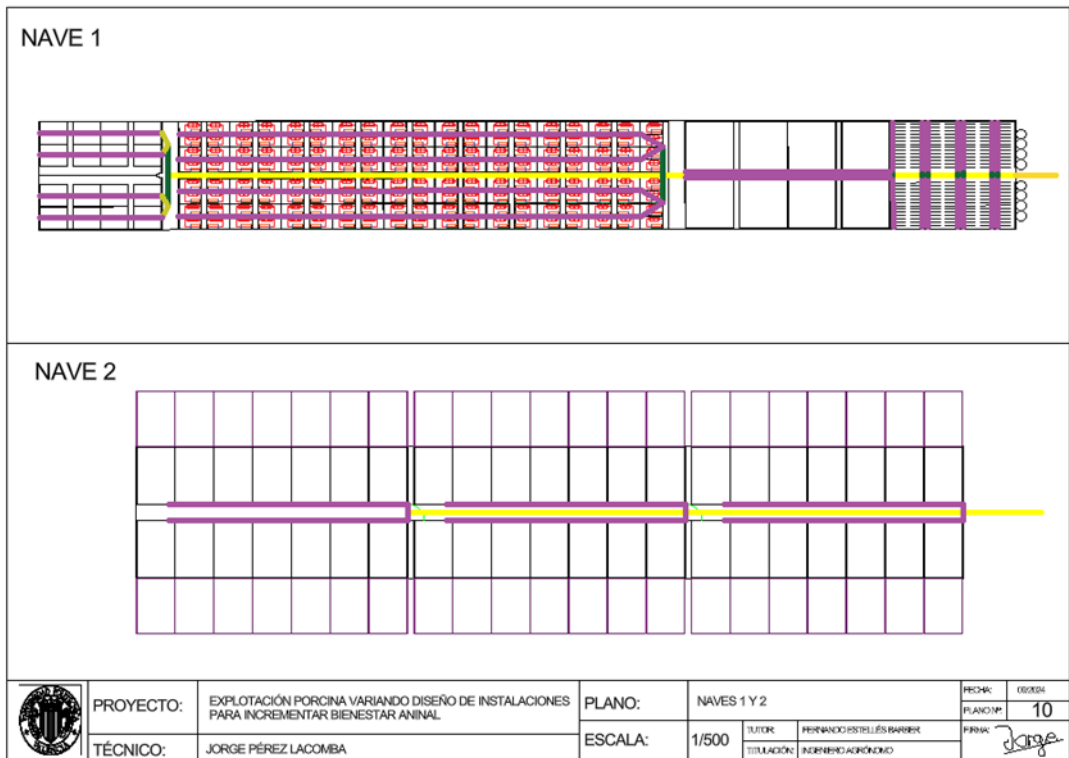 NAVE 1
NAVE 2
PROYECTO:
EXPLOTACIÓN PORCINA VARIANDO DISEÑO DE INSTALACIONES
PARA INCREMENTAR BIENESTAR ANINAL
TÉCNICO:
JORGE PÉREZ LACOMBA
PLANO:
NAVES 1 Y 2
ESCALA:
1/500
TUTOR:
FERNANDO ESTELLÉS BARBER
TITULACIÓN:
INGENIERO AGRÓNOMO
FECHA:
09/2024
PLANO Nº:
10
FIRMA:
Jorge